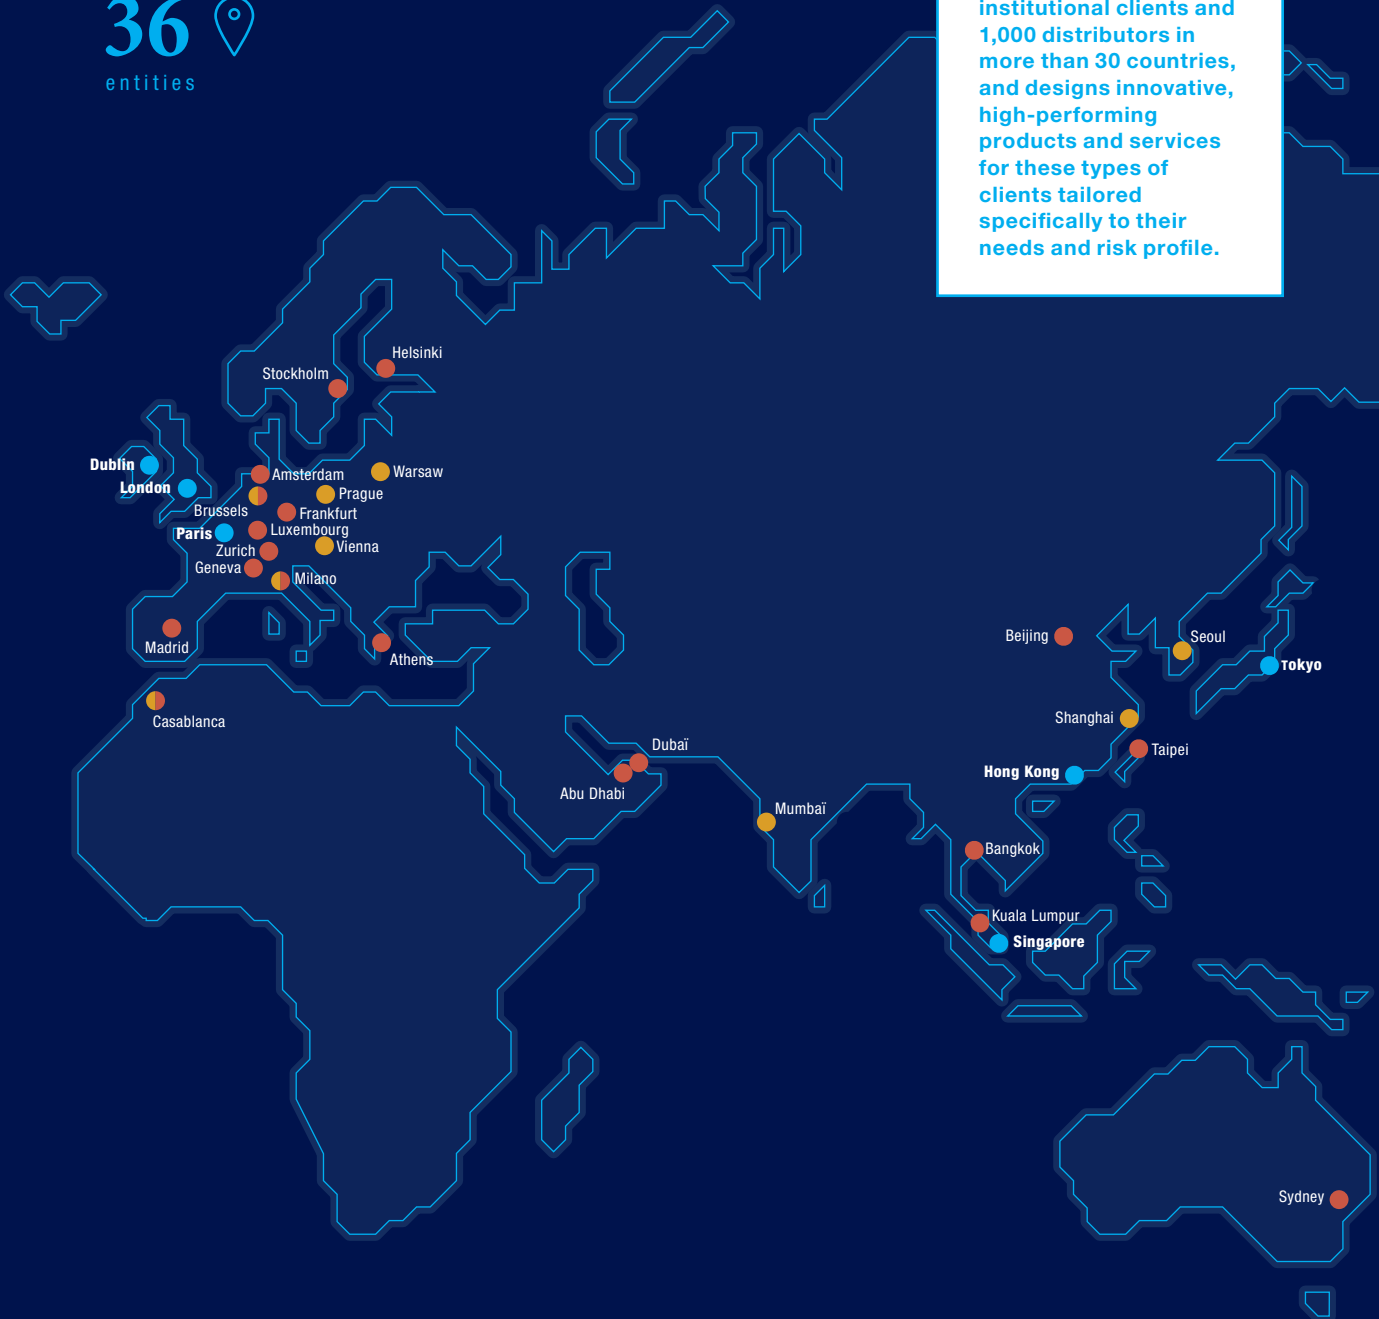 36
entities
institutional clients and
1,000 distributors in
more than 30 countries,
and designs innovative,
high-performing
products and services
for these types of
clients tailored
specifically to their
needs and risk profile.
Helsinki
Stockholm
Dublin
Amsterdam
Warsaw
London
Prague
Brussels
Frankfurt
Paris
Luxembourg
Zurich
Vienna
Geneva
Milano
Madrid
Athens
Casablanca
Beijing
Seoul
Tokyo
Shanghai
Dubaï
Taipei
Hong Kong
Abu Dhabi
Mumbaï
Bangkok
Kuala Lumpur
Singapore
Sydney